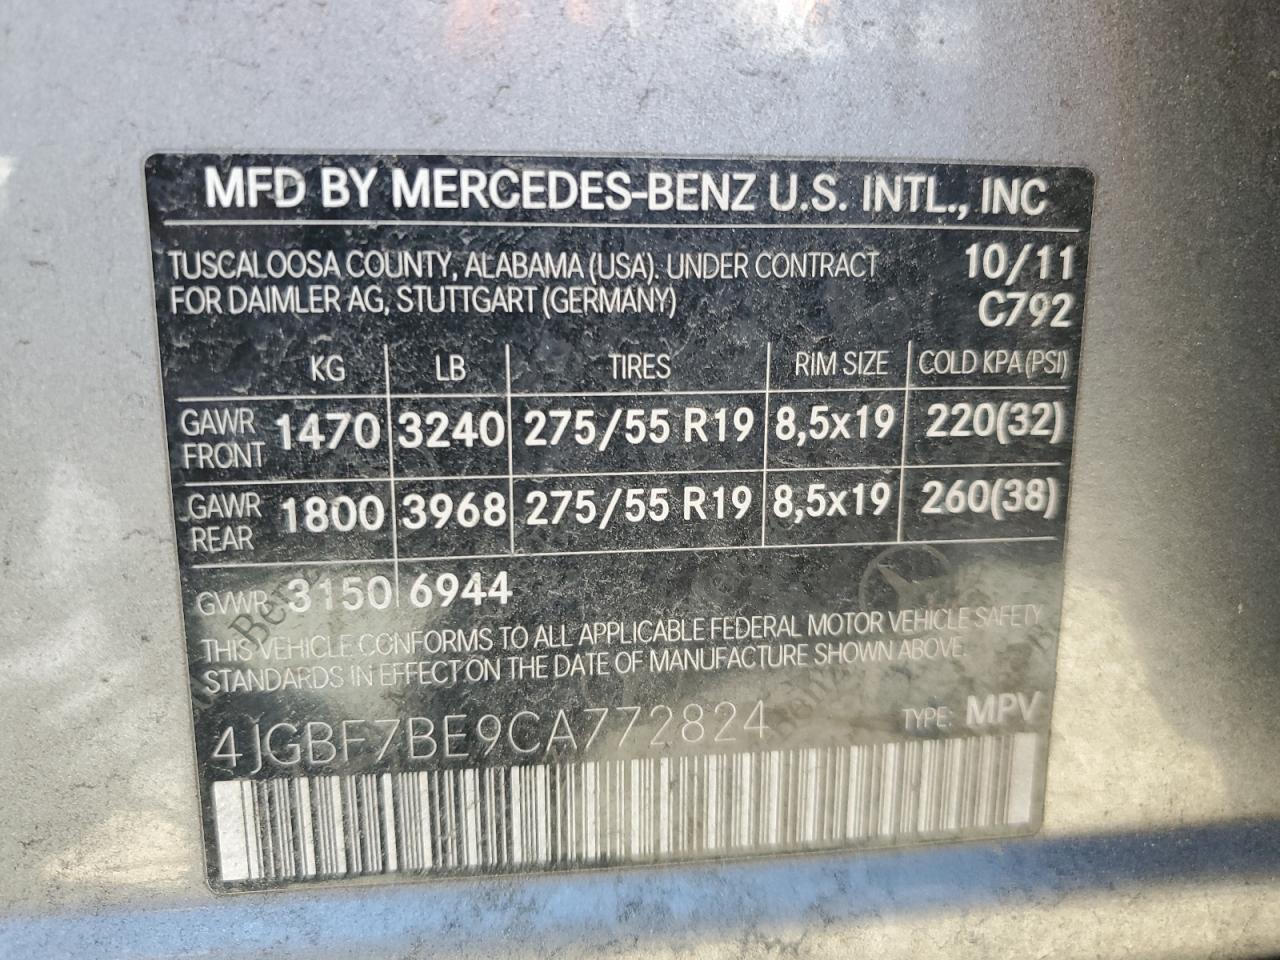 MFD BY MERCEDES-BENZ U.S. INTL., INC
TUSCALOOSA COUNTY, ALABAMA (USA). UNDER CONTRACT 10/11
FOR DAIMLER AG, STUTTGART (GERMANY) C792
KG LB TIRES RIM SIZE COLD KPA (PSI)
GAWR FRONT 1470 3240 275/55 R19 8,5x19 220(32)
GAWR REAR 1800 3968 275/55 R19 8,5x19 260(38)
GVWR 3150 6944
THIS VEHICLE CONFORMS TO ALL APPLICABLE FEDERAL MOTOR VEHICLE SAFETY
STANDARDS IN EFFECT ON THE DATE OF MANUFACTURE SHOWN ABOVE.
4JGBF7BE9CA772824 TYPE: MPV